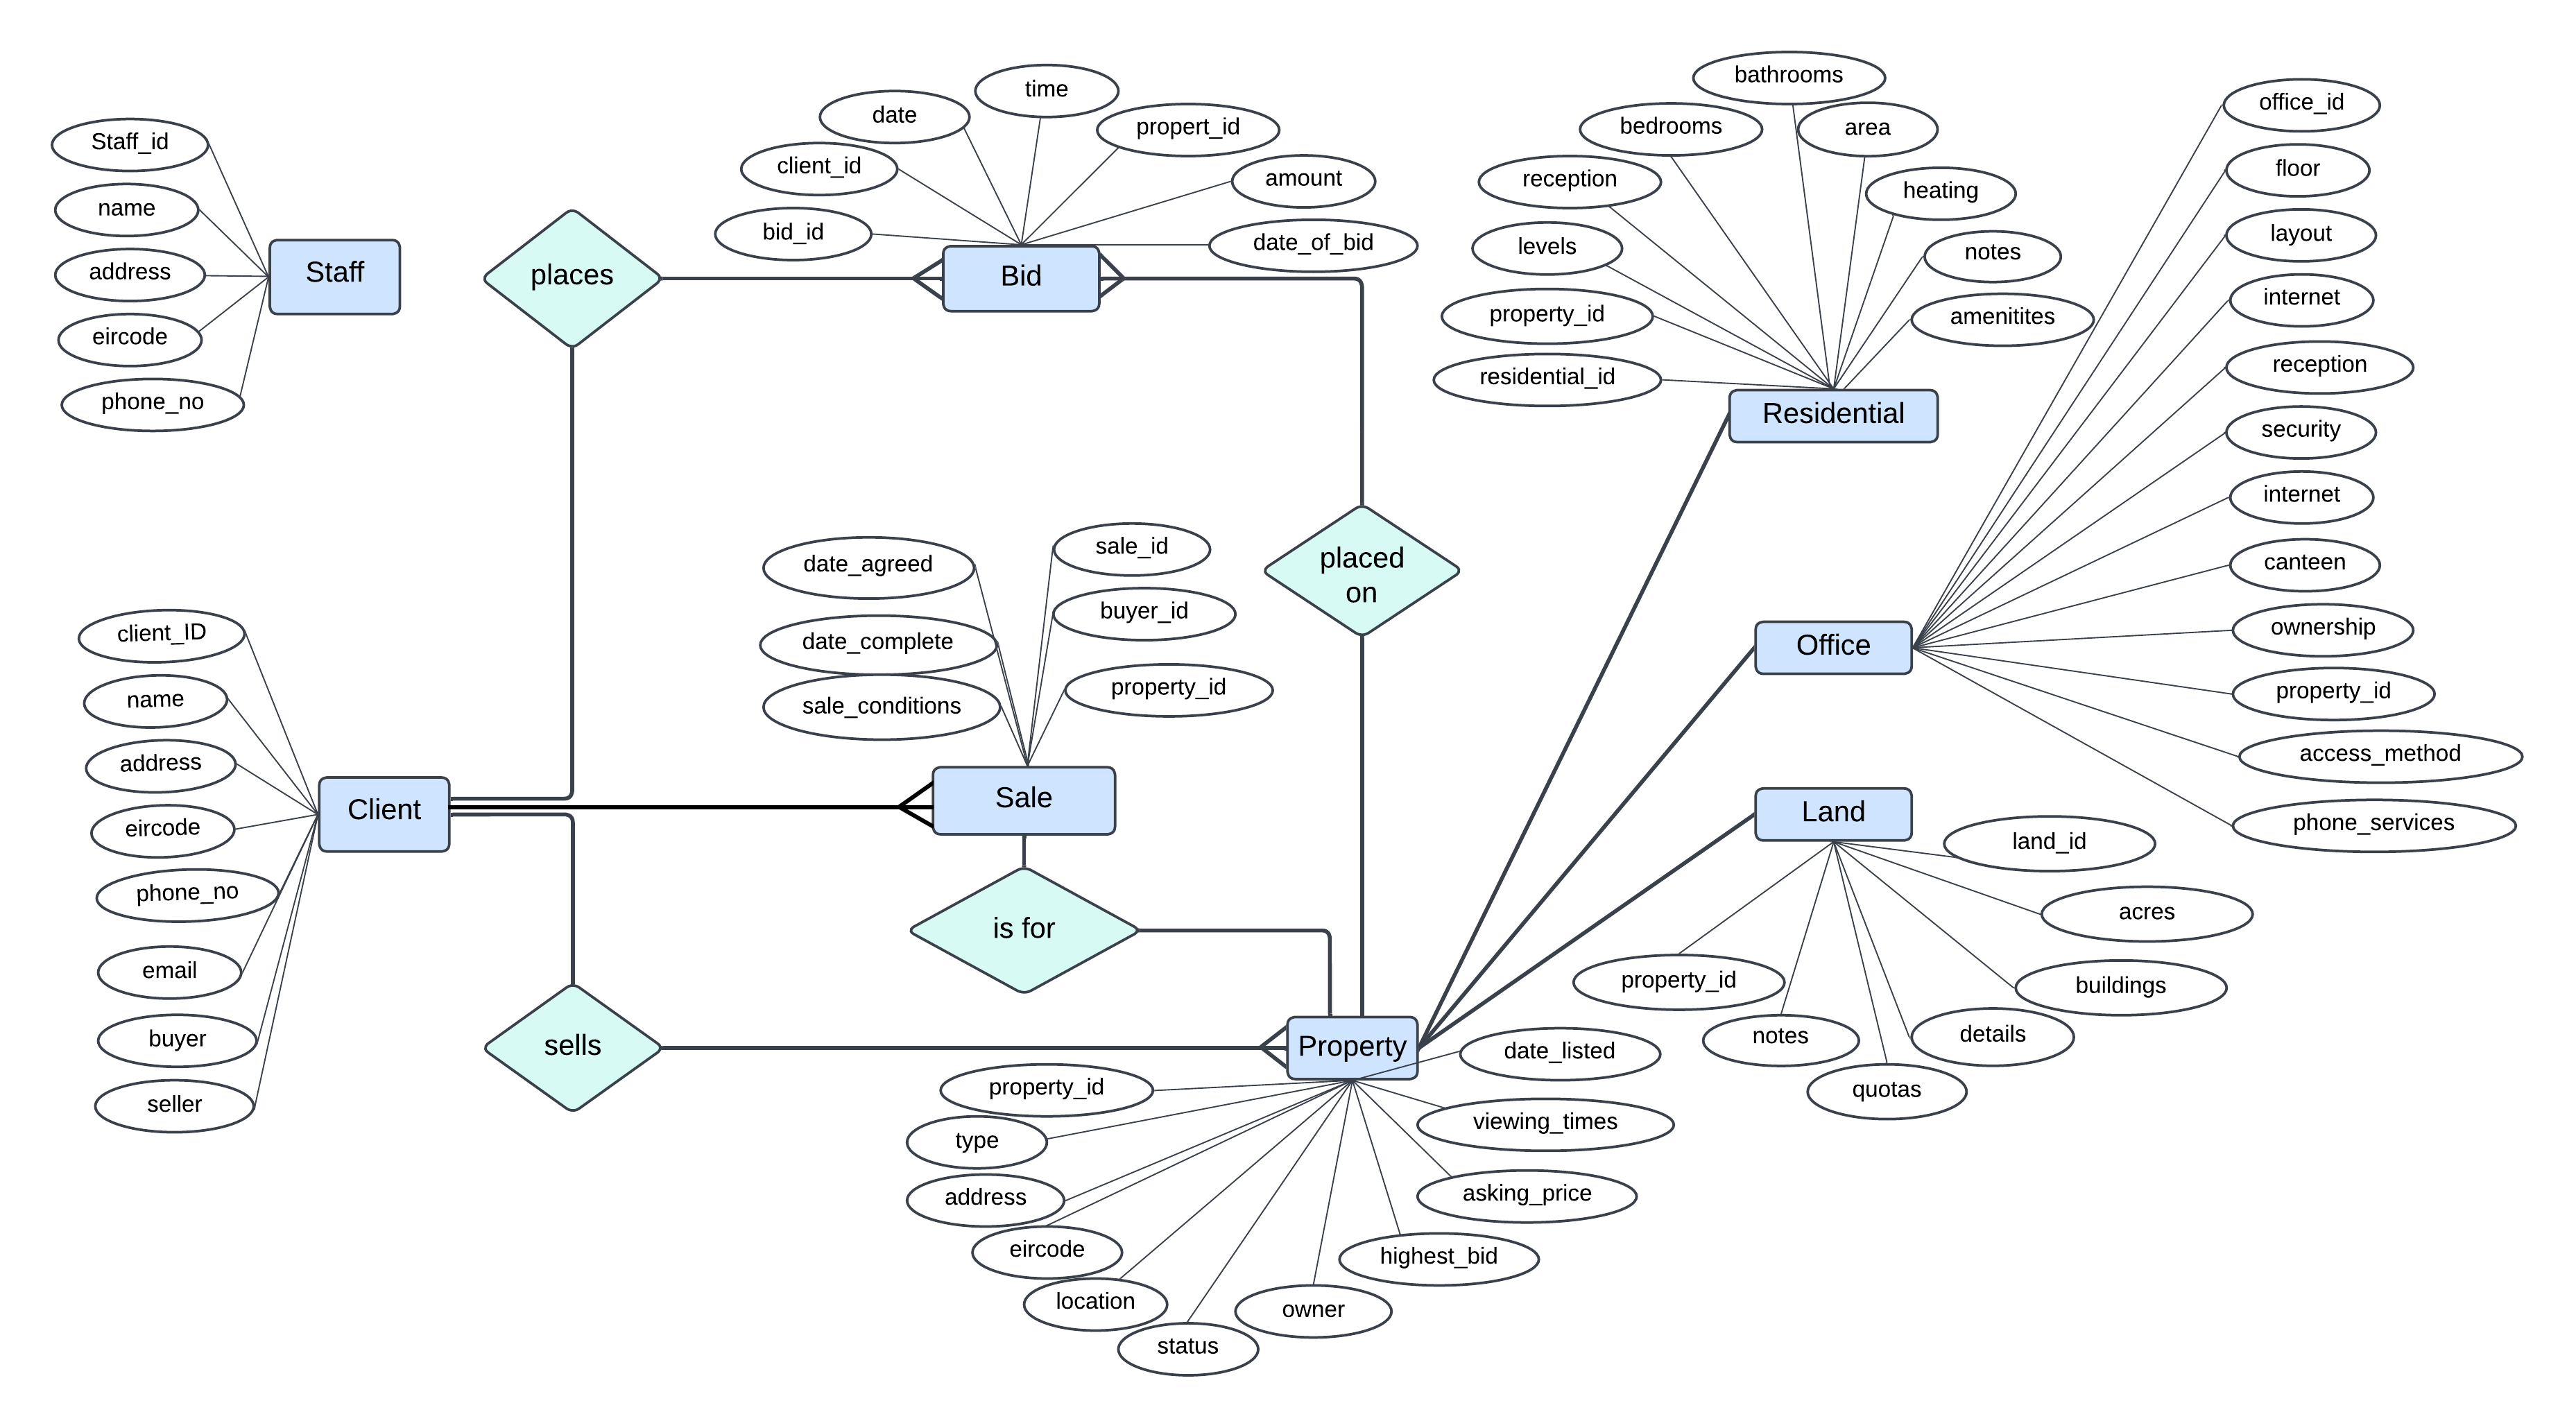 Staff_id
name
address
eircode
phone_no
Staff
places
bid_id
client_id
date
time
propert_id
amount
date_of_bid
Bid
residential_id
property_id
levels
reception
bedrooms
bathrooms
area
heating
notes
amenitites
Residential
office_id
floor
layout
internet
reception
security
internet
canteen
ownership
property_id
access_method
phone_services
Office
placed
on
date_agreed
date_complete
sale_conditions
sale_id
buyer_id
property_id
Sale
client_ID
name
address
eircode
phone_no
email
buyer
seller
Client
is for
sells
Land
land_id
acres
buildings
details
quotas
notes
property_id
Property
property_id
type
address
eircode
location
status
owner
highest_bid
asking_price
viewing_times
date_listed